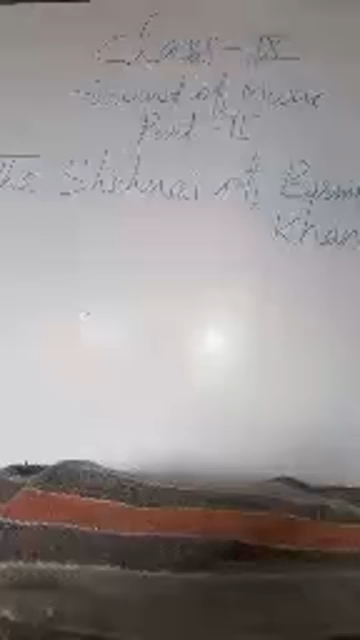 Class - IX
Sound of Music
Part - II
The Shehnai of
Khan